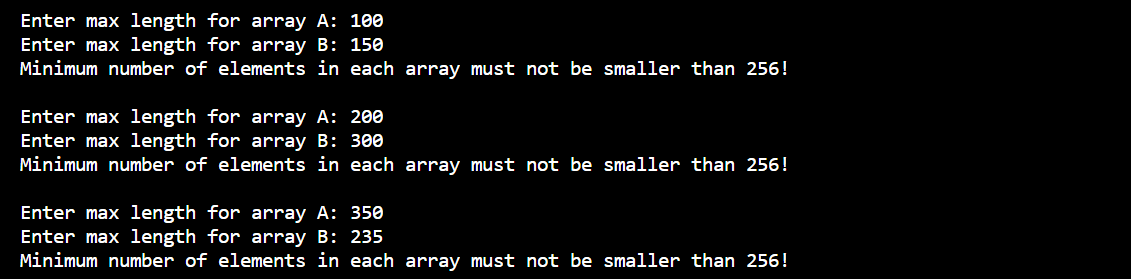 Enter max length for array A: 100
Enter max length for array B: 150
Minimum number of elements in each array must not be smaller than 256!
Enter max length for array A: 200
Enter max length for array B: 300
Minimum number of elements in each array must not be smaller than 256!
Enter max length for array A: 350
Enter max length for array B: 235
Minimum number of elements in each array must not be smaller than 256!